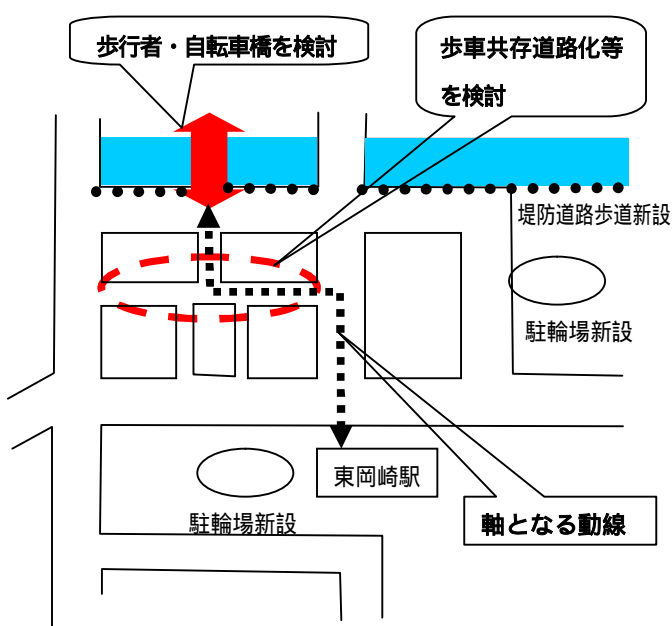 歩行者・自転車橋を検討
歩車共存道路化等
を検討
堤防道路歩道新設
駐輪場新設
東岡崎駅
駐輪場新設
軸となる動線